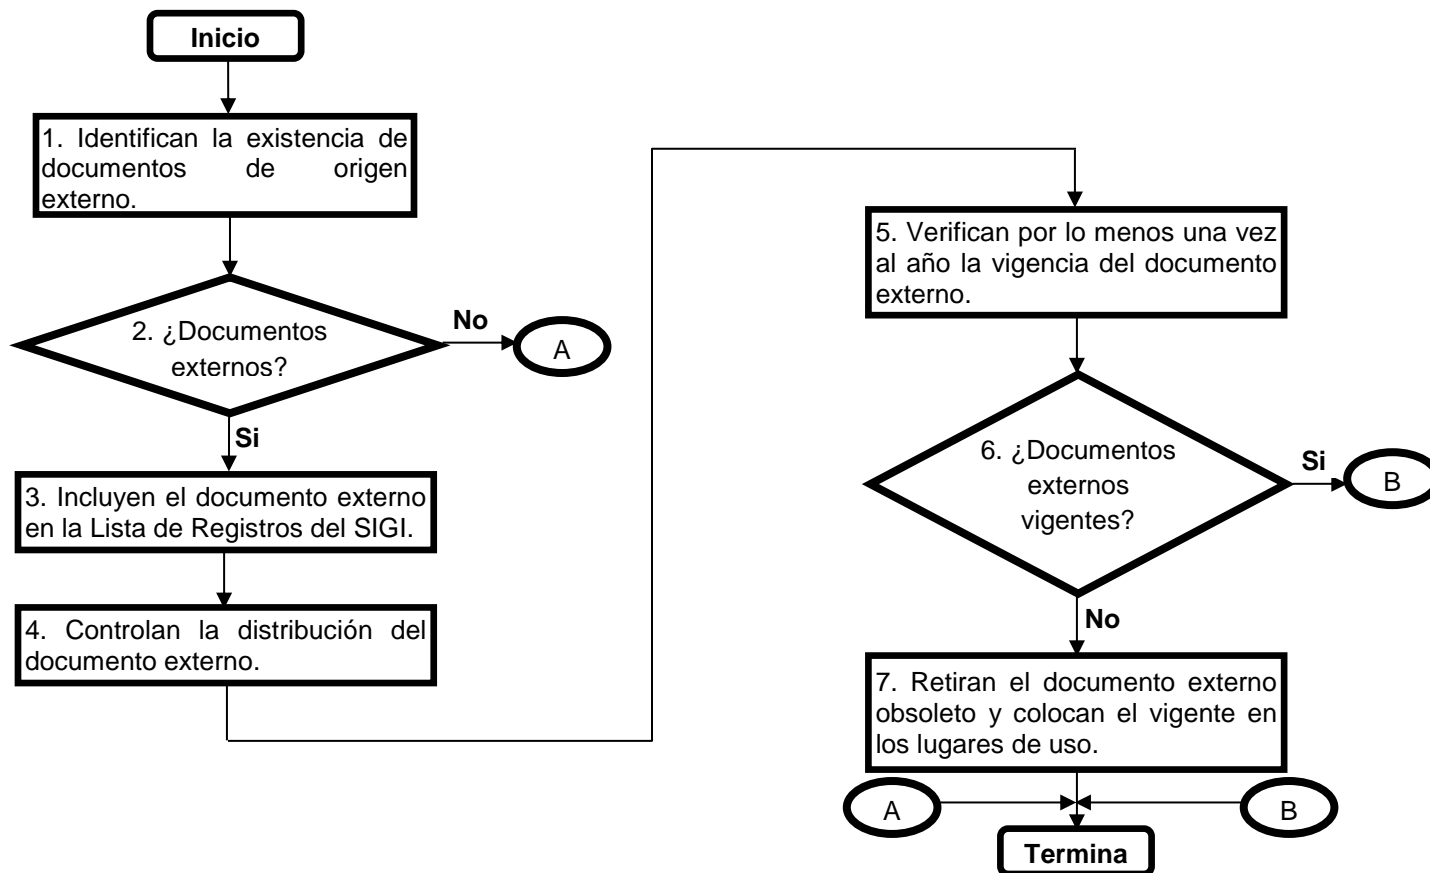 Inicio
1. Identifican la existencia de
documentos de origen
externo.
2. ¿Documentos
externos?
No
A
Si
3. Incluyen el documento externo
en la Lista de Registros del SIGI.
4. Controlan la distribución del
documento externo.
5. Verifican por lo menos una vez
al año la vigencia del documento
externo.
6. ¿Documentos
externos
vigentes?
Si
B
No
7. Retiran el documento externo
obsoleto y colocan el vigente en
los lugares de uso.
A
B
Termina